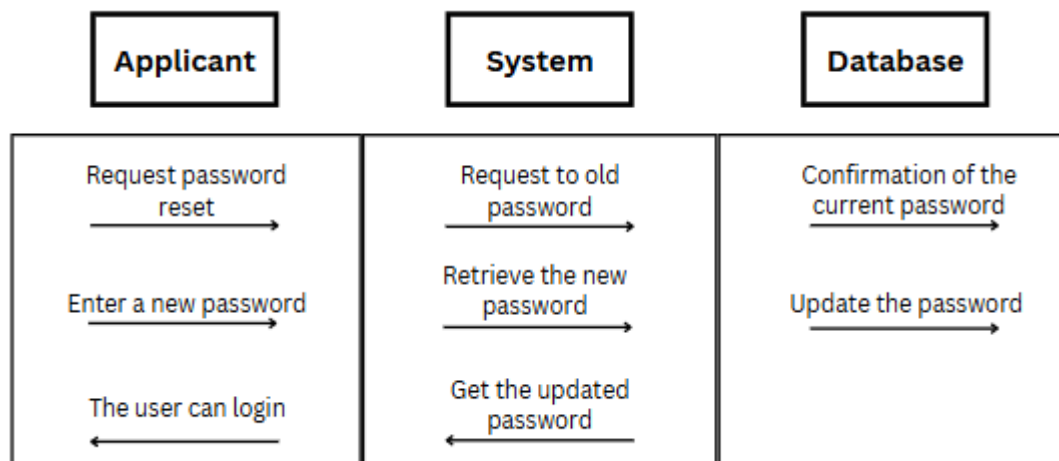 Applicant
System
Database
Request password
reset
Request to old
password
Confirmation of the
current password
Enter a new password
Retrieve the new
password
Update the password
The user can login
Get the updated
password